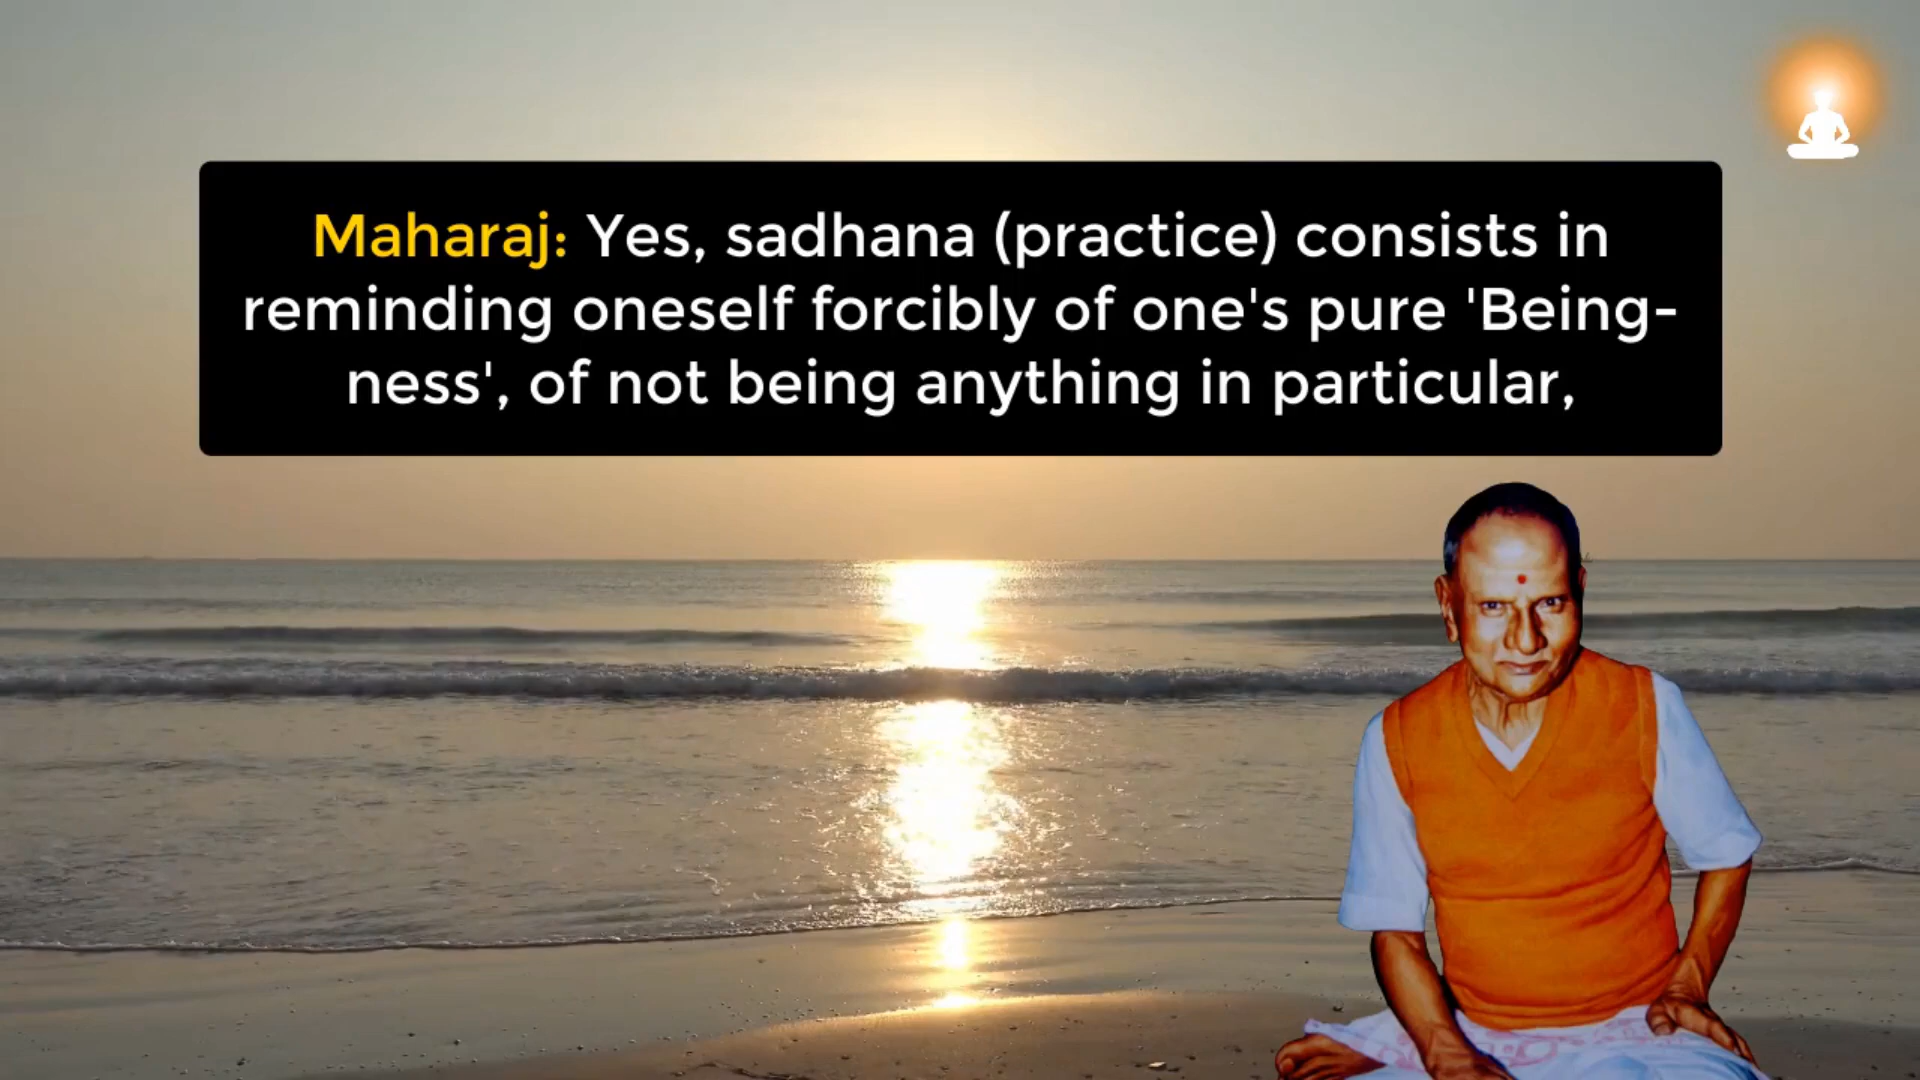 Maharaj: Yes, sadhana (practice) consists in
reminding oneself forcibly of one's pure 'Being-
ness', of not being anything in particular,